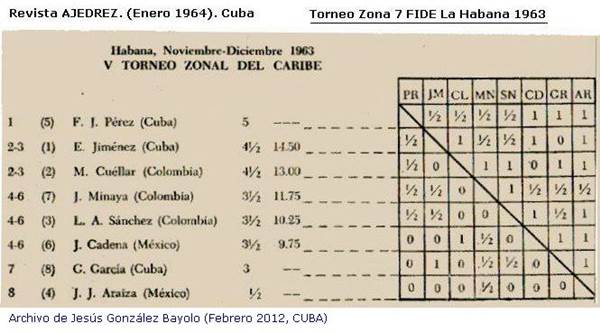 Revista AJEDREZ. (Enero 1964). Cuba
Torneo Zona 7 FIDE La Habana 1963
Habana, Noviembre-Diciembre 1963
V TORNEO ZONAL DEL CARIBE
PR JM CL MN SN CD GR AR
1 (5) F. J. Pérez (Cuba) 5 --- ½ ½ ½ ½ 1 1 1
2-3 (1) E. Jiménez (Cuba) 4½ 14.50 ½ 1 ½ ½ 1 0 1
2-3 (2) M. Cuéllar (Colombia) 4½ 13.00 ½ 0 1 1 0 1 1
4-6 (7) J. Minaya (Colombia) 3½ 11.75 ½ ½ 0 1 ½ ½ ½
4-6 (3) L. A. Sánchez (Colombia) 3½ 10.25 ½ ½ 0 0 1 ½ 1
4-6 (6) J. Cadena (México) 3½ 9.75 0 0 1 ½ 0 1 1
7 (8) G. García (Cuba) 3 --- 0 1 0 ½ ½ 0 1
8 (4) J. J. Araiza (México) ½ --- 0 0 0 ½ 0 0 0
Archivo de Jesús González Bayolo (Febrero 2012, CUBA)